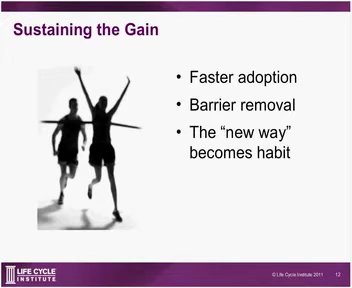 Sustaining the Gain
• Faster adoption
• Barrier removal
• The “new way”
becomes habit
LIFE CYCLE
INSTITUTE
© Life Cycle Institute 2011
12